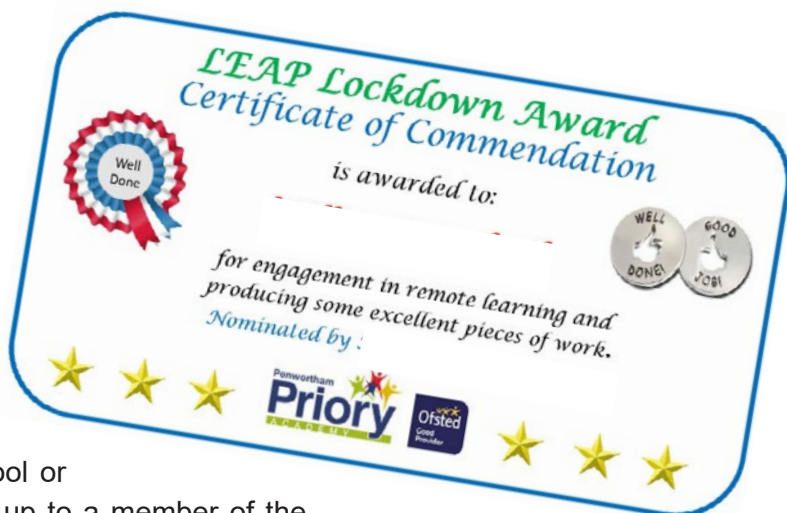 LEAP Lockdown Award
Certificate of Commendation
is awarded to:
Well
Done
WELL
DONE!
GOOD
JOB!
for engagement in remote learning and
producing some excellent pieces of work.
Nominated by :
Penwortham
Priory
ACADEMY
Ofsted
Good
Provider
ool or
up to a member of the